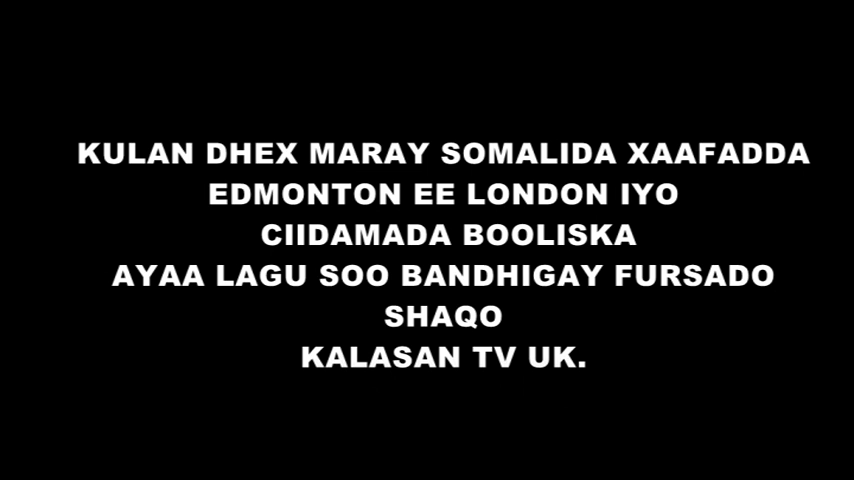 KULAN DHEX MARAY SOMALIDA XAAFADDA
EDMONTON EE LONDON IYO
CIIDAMADA BOOLISKA
AYAA LAGU SOO BANDHIGAY FURSADO
SHAQO
KALASAN TV UK.